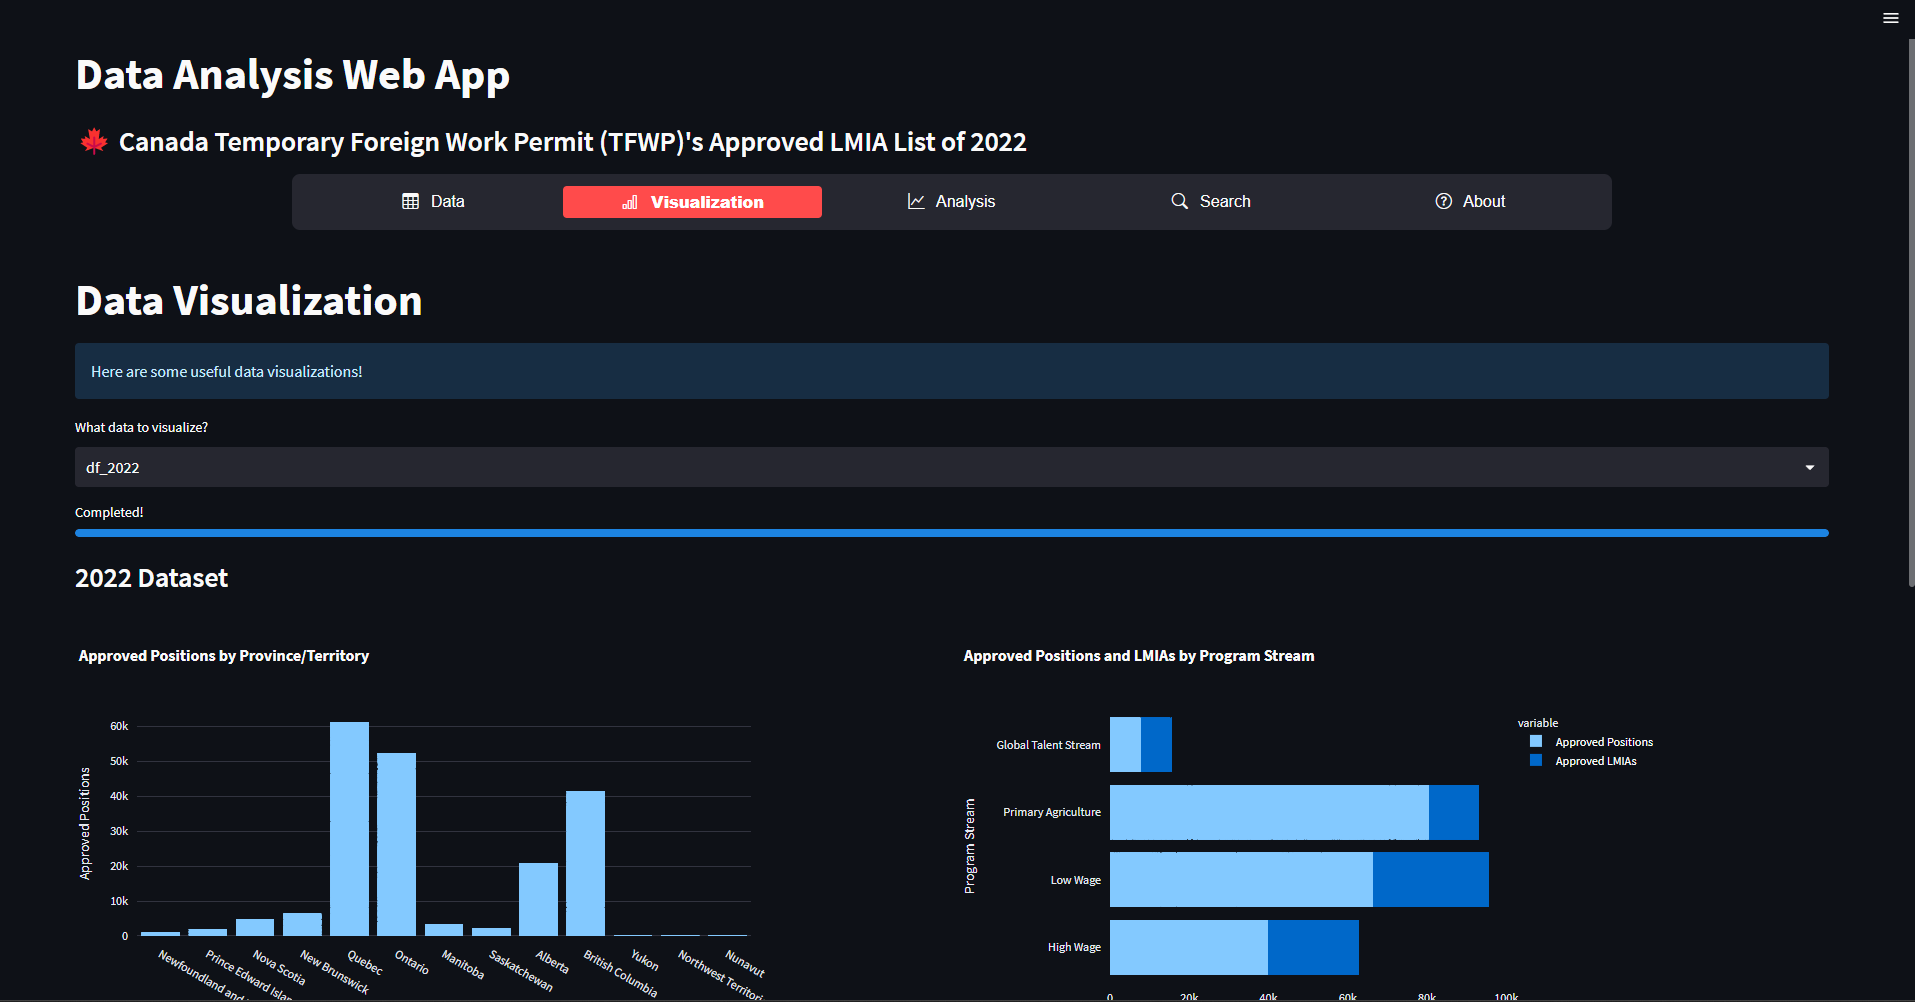 Data Analysis Web App
Canada Temporary Foreign Work Permit (TFWP)'s Approved LMIA List of 2022
Data
Visualization
Analysis
Search
About
Data Visualization
Here are some useful data visualizations!
What data to visualize?
df_2022
Completed!
2022 Dataset
Approved Positions by Province/Territory
Approved Positions
60k
50k
40k
30k
20k
10k
0
Newfoundland and
Prince Edward Islan
Nova Scotia
New Brunswick
Quebec
Ontario
Manitoba
Saskatchewan
Alberta
British Columbia
Yukon
Northwest Territori
Nunavut
Approved Positions and LMIAs by Program Stream
Program Stream
Global Talent Stream
Primary Agriculture
Low Wage
High Wage
0
20k
40k
60k
80k
100k
variable
Approved Positions
Approved LMIAs